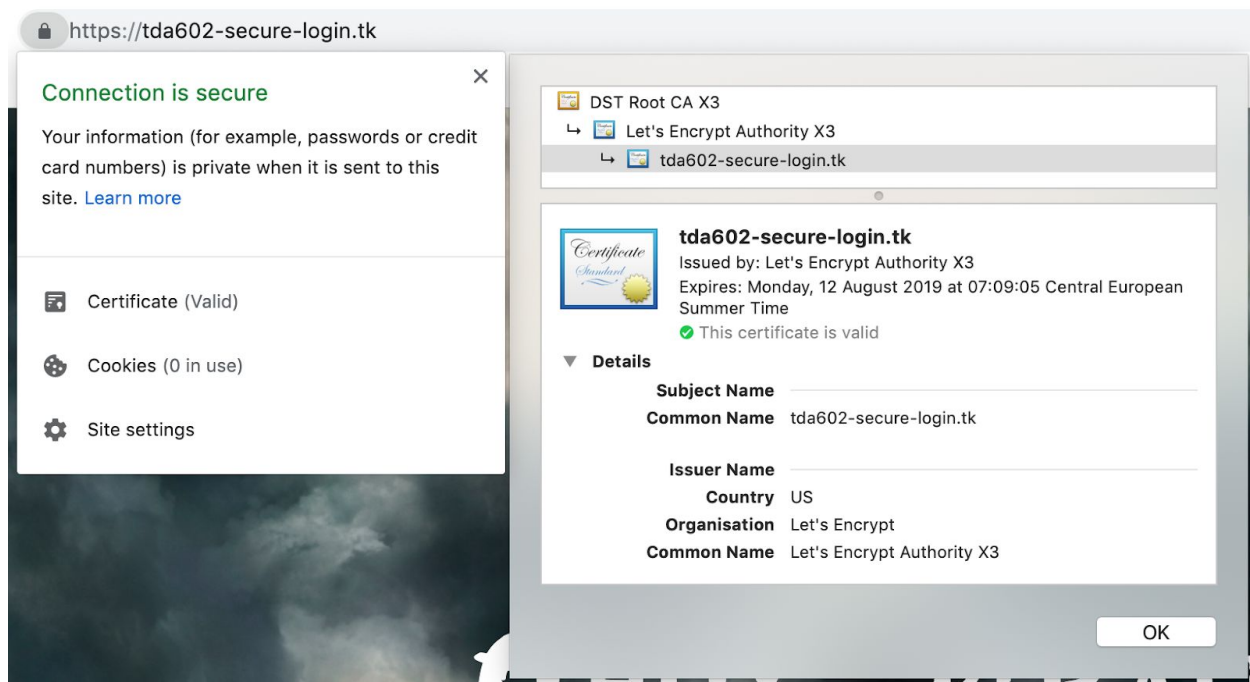 https://tda602-secure-login.tk
Connection is secure
Your information (for example, passwords or credit
card numbers) is private when it is sent to this
site. Learn more
Certificate (Valid)
Cookies (0 in use)
Site settings
DST Root CA X3
Let's Encrypt Authority X3
tda602-secure-login.tk
Certificate
Standard
tda602-secure-login.tk
Issued by: Let's Encrypt Authority X3
Expires: Monday, 12 August 2019 at 07:09:05 Central European
Summer Time
This certificate is valid
Details
Subject Name
Common Name tda602-secure-login.tk
Issuer Name
Country US
Organisation Let's Encrypt
Common Name Let's Encrypt Authority X3
OK